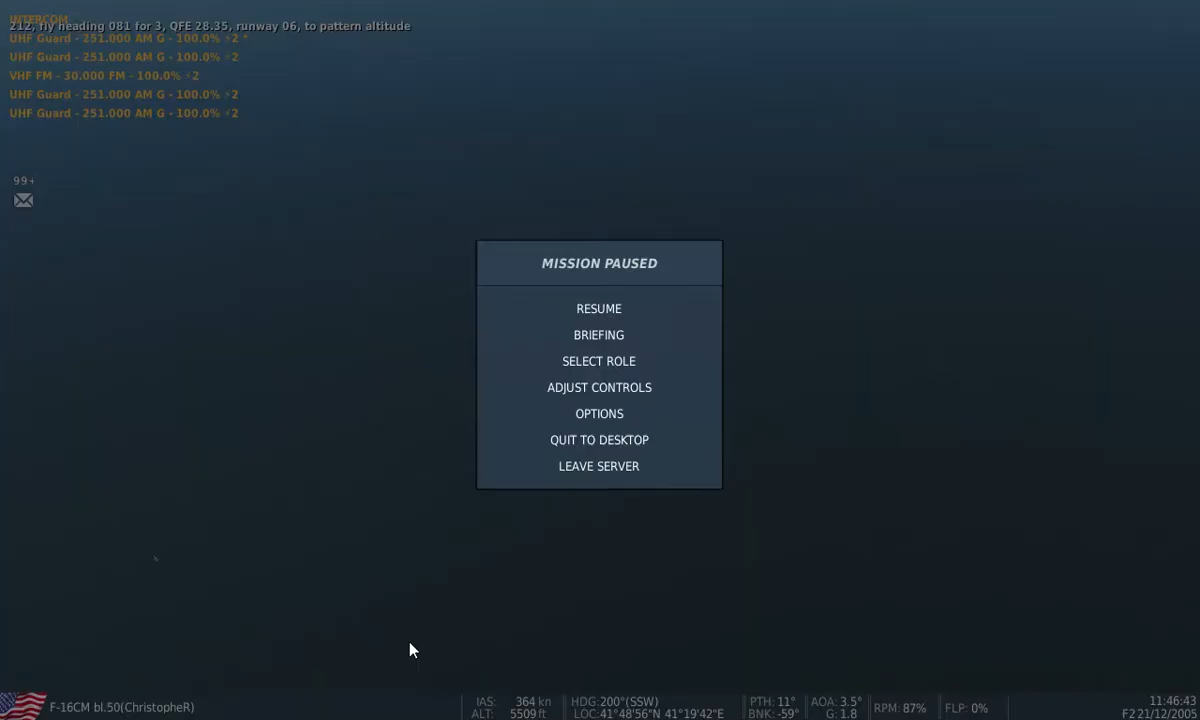 INTERCOM
212, fly heading 081 for 3, QFE 28.35, runway 06, to pattern altitude
UHF Guard - 251.000 AM G - 100.0% ⚡2 *
UHF Guard - 251.000 AM G - 100.0% ⚡2
VHF FM - 30.000 FM - 100.0% ⚡2
UHF Guard - 251.000 AM G - 100.0% ⚡2
UHF Guard - 251.000 AM G - 100.0% ⚡2
99+
MISSION PAUSED
RESUME
BRIEFING
SELECT ROLE
ADJUST CONTROLS
OPTIONS
QUIT TO DESKTOP
LEAVE SERVER
F-16CM bl.50(ChristopheR)
IAS: 364 kn
ALT: 5509 ft
HDG: 200°(SSW)
LOC: 41°48'56"N 41°19'42"E
PTH: 11°
BNK: -59°
AOA: 3.5°
G: 1.8
RPM: 87%
FLP: 0%
11:46:43
F2 21/12/2005